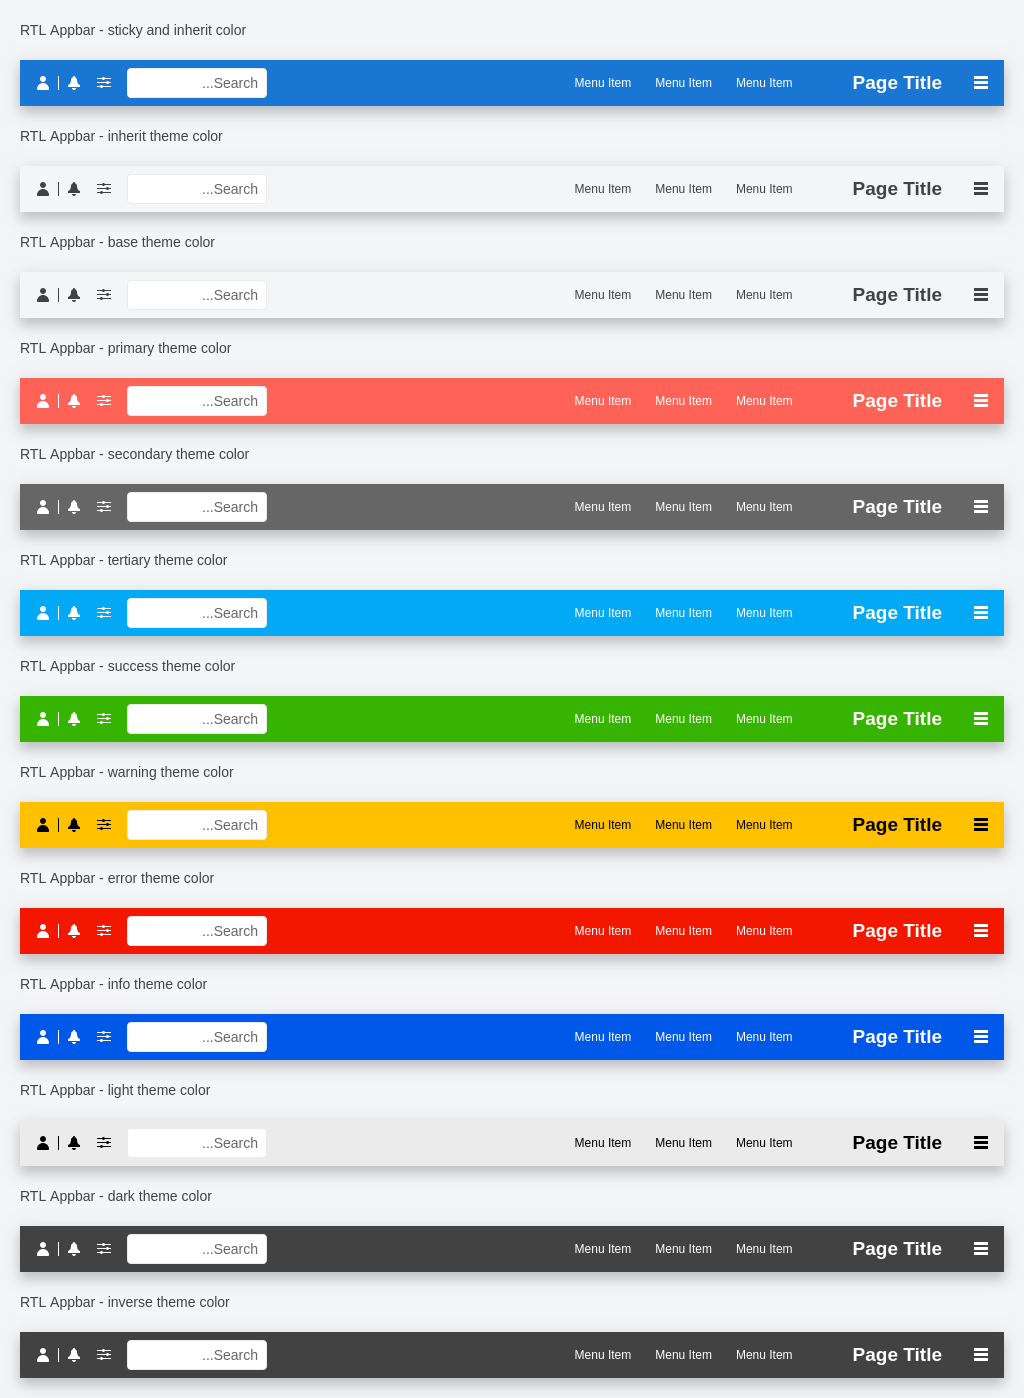 RTL Appbar - sticky and inherit color
...Search Menu Item Menu Item Menu Item Page Title
RTL Appbar - inherit theme color
...Search Menu Item Menu Item Menu Item Page Title
RTL Appbar - base theme color
...Search Menu Item Menu Item Menu Item Page Title
RTL Appbar - primary theme color
...Search Menu Item Menu Item Menu Item Page Title
RTL Appbar - secondary theme color
...Search Menu Item Menu Item Menu Item Page Title
RTL Appbar - tertiary theme color
...Search Menu Item Menu Item Menu Item Page Title
RTL Appbar - success theme color
...Search Menu Item Menu Item Menu Item Page Title
RTL Appbar - warning theme color
...Search Menu Item Menu Item Menu Item Page Title
RTL Appbar - error theme color
...Search Menu Item Menu Item Menu Item Page Title
RTL Appbar - info theme color
...Search Menu Item Menu Item Menu Item Page Title
RTL Appbar - light theme color
...Search Menu Item Menu Item Menu Item Page Title
RTL Appbar - dark theme color
...Search Menu Item Menu Item Menu Item Page Title
RTL Appbar - inverse theme color
...Search Menu Item Menu Item Menu Item Page Title